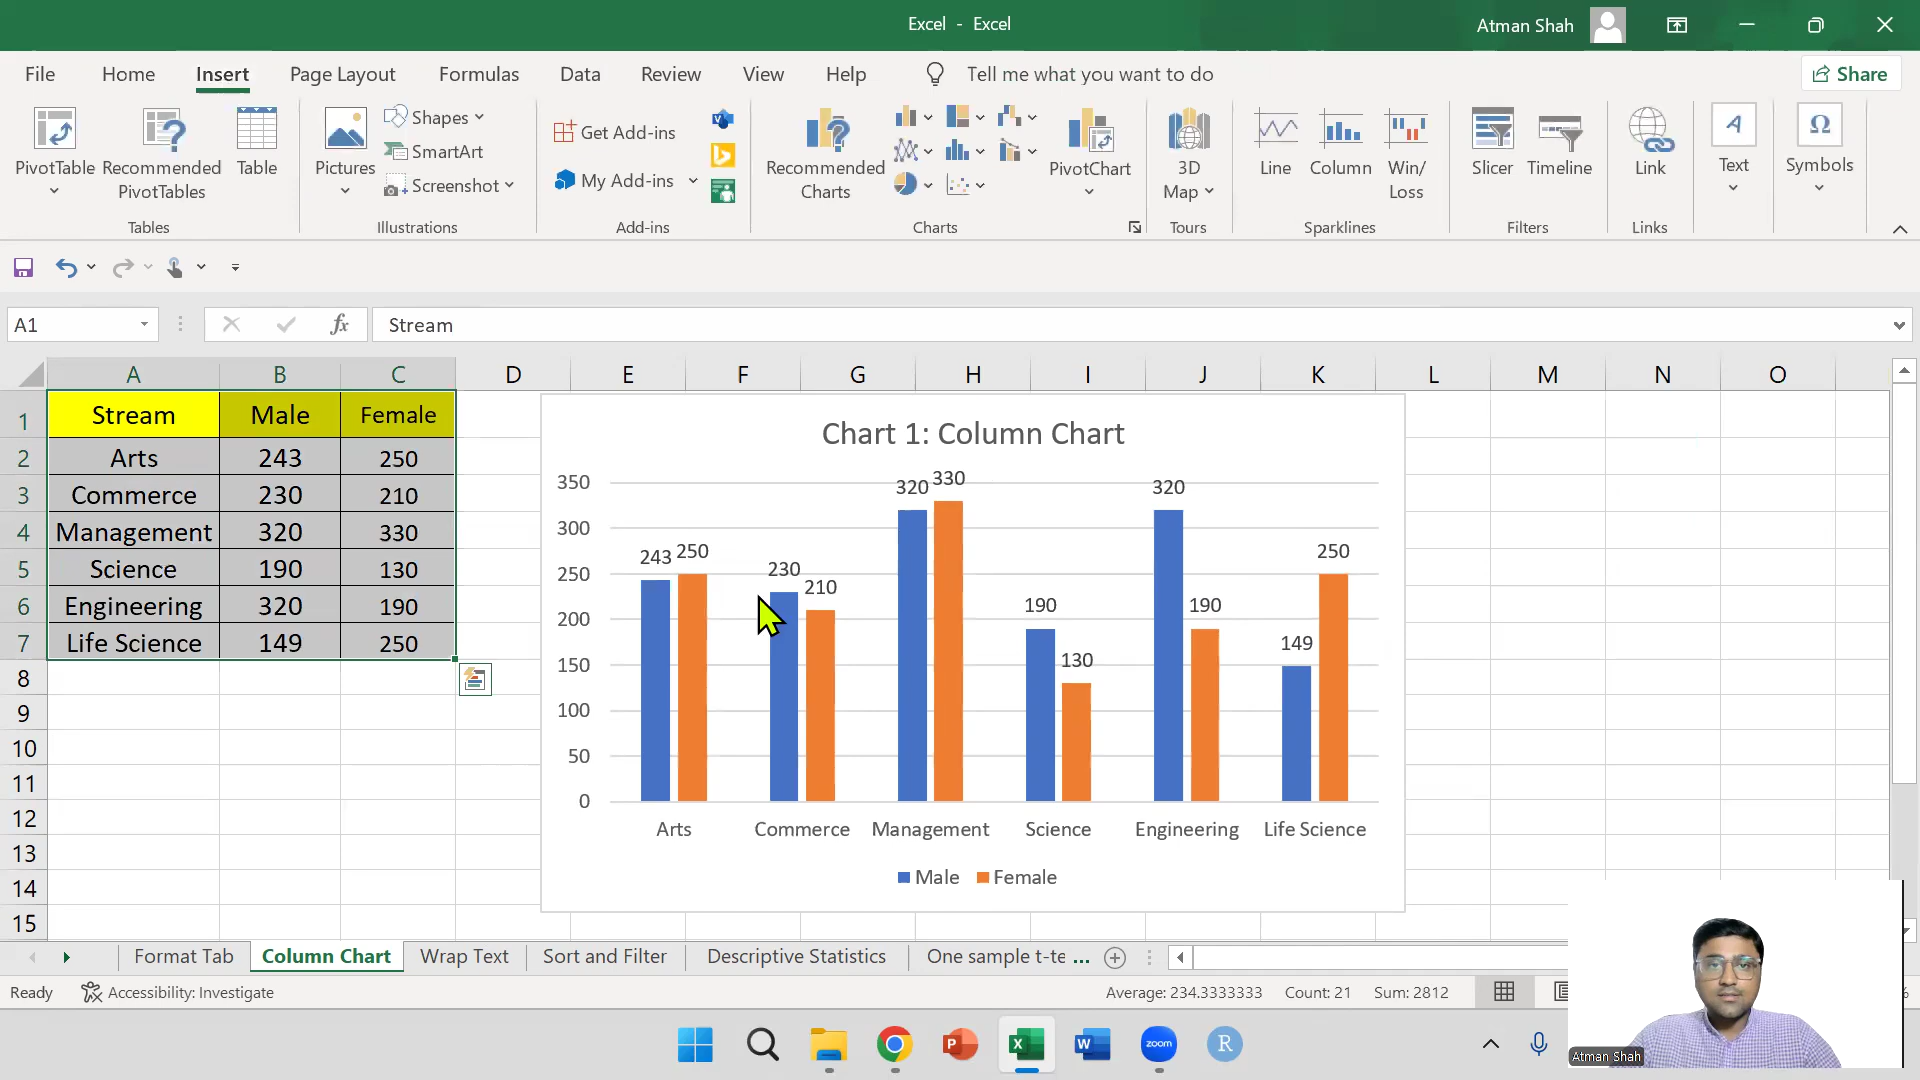 Excel - Excel
Atman Shah
File Home Insert Page Layout Formulas Data Review View Help Tell me what you want to do Share
PivotTable
Recommended
PivotTables
Table
Tables
Pictures
Shapes
SmartArt
Screenshot
Illustrations
Get Add-ins
My Add-ins
Add-ins
Recommended
Charts
PivotChart
Charts
3D
Map
Tours
Line
Column
Win/
Loss
Sparklines
Slicer
Timeline
Filters
Link
Links
Text
Symbols
A1 fx Stream
A B C D E F G H I J K L M N O
1 Stream Male Female
2 Arts 243 250
3 Commerce 230 210
4 Management 320 330
5 Science 190 130
6 Engineering 320 190
7 Life Science 149 250
8
9
10
11
12
13
14
15
Chart 1: Column Chart
350
300
250
200
150
100
50
0
243 250
230 210
320 330
190 130
320 190
149 250
Arts Commerce Management Science Engineering Life Science
Male Female
Format Tab Column Chart Wrap Text Sort and Filter Descriptive Statistics One sample t-te ...
Ready Accessibility: Investigate Average: 234.3333333 Count: 21 Sum: 2812
P X W zoom R
Atman Shah